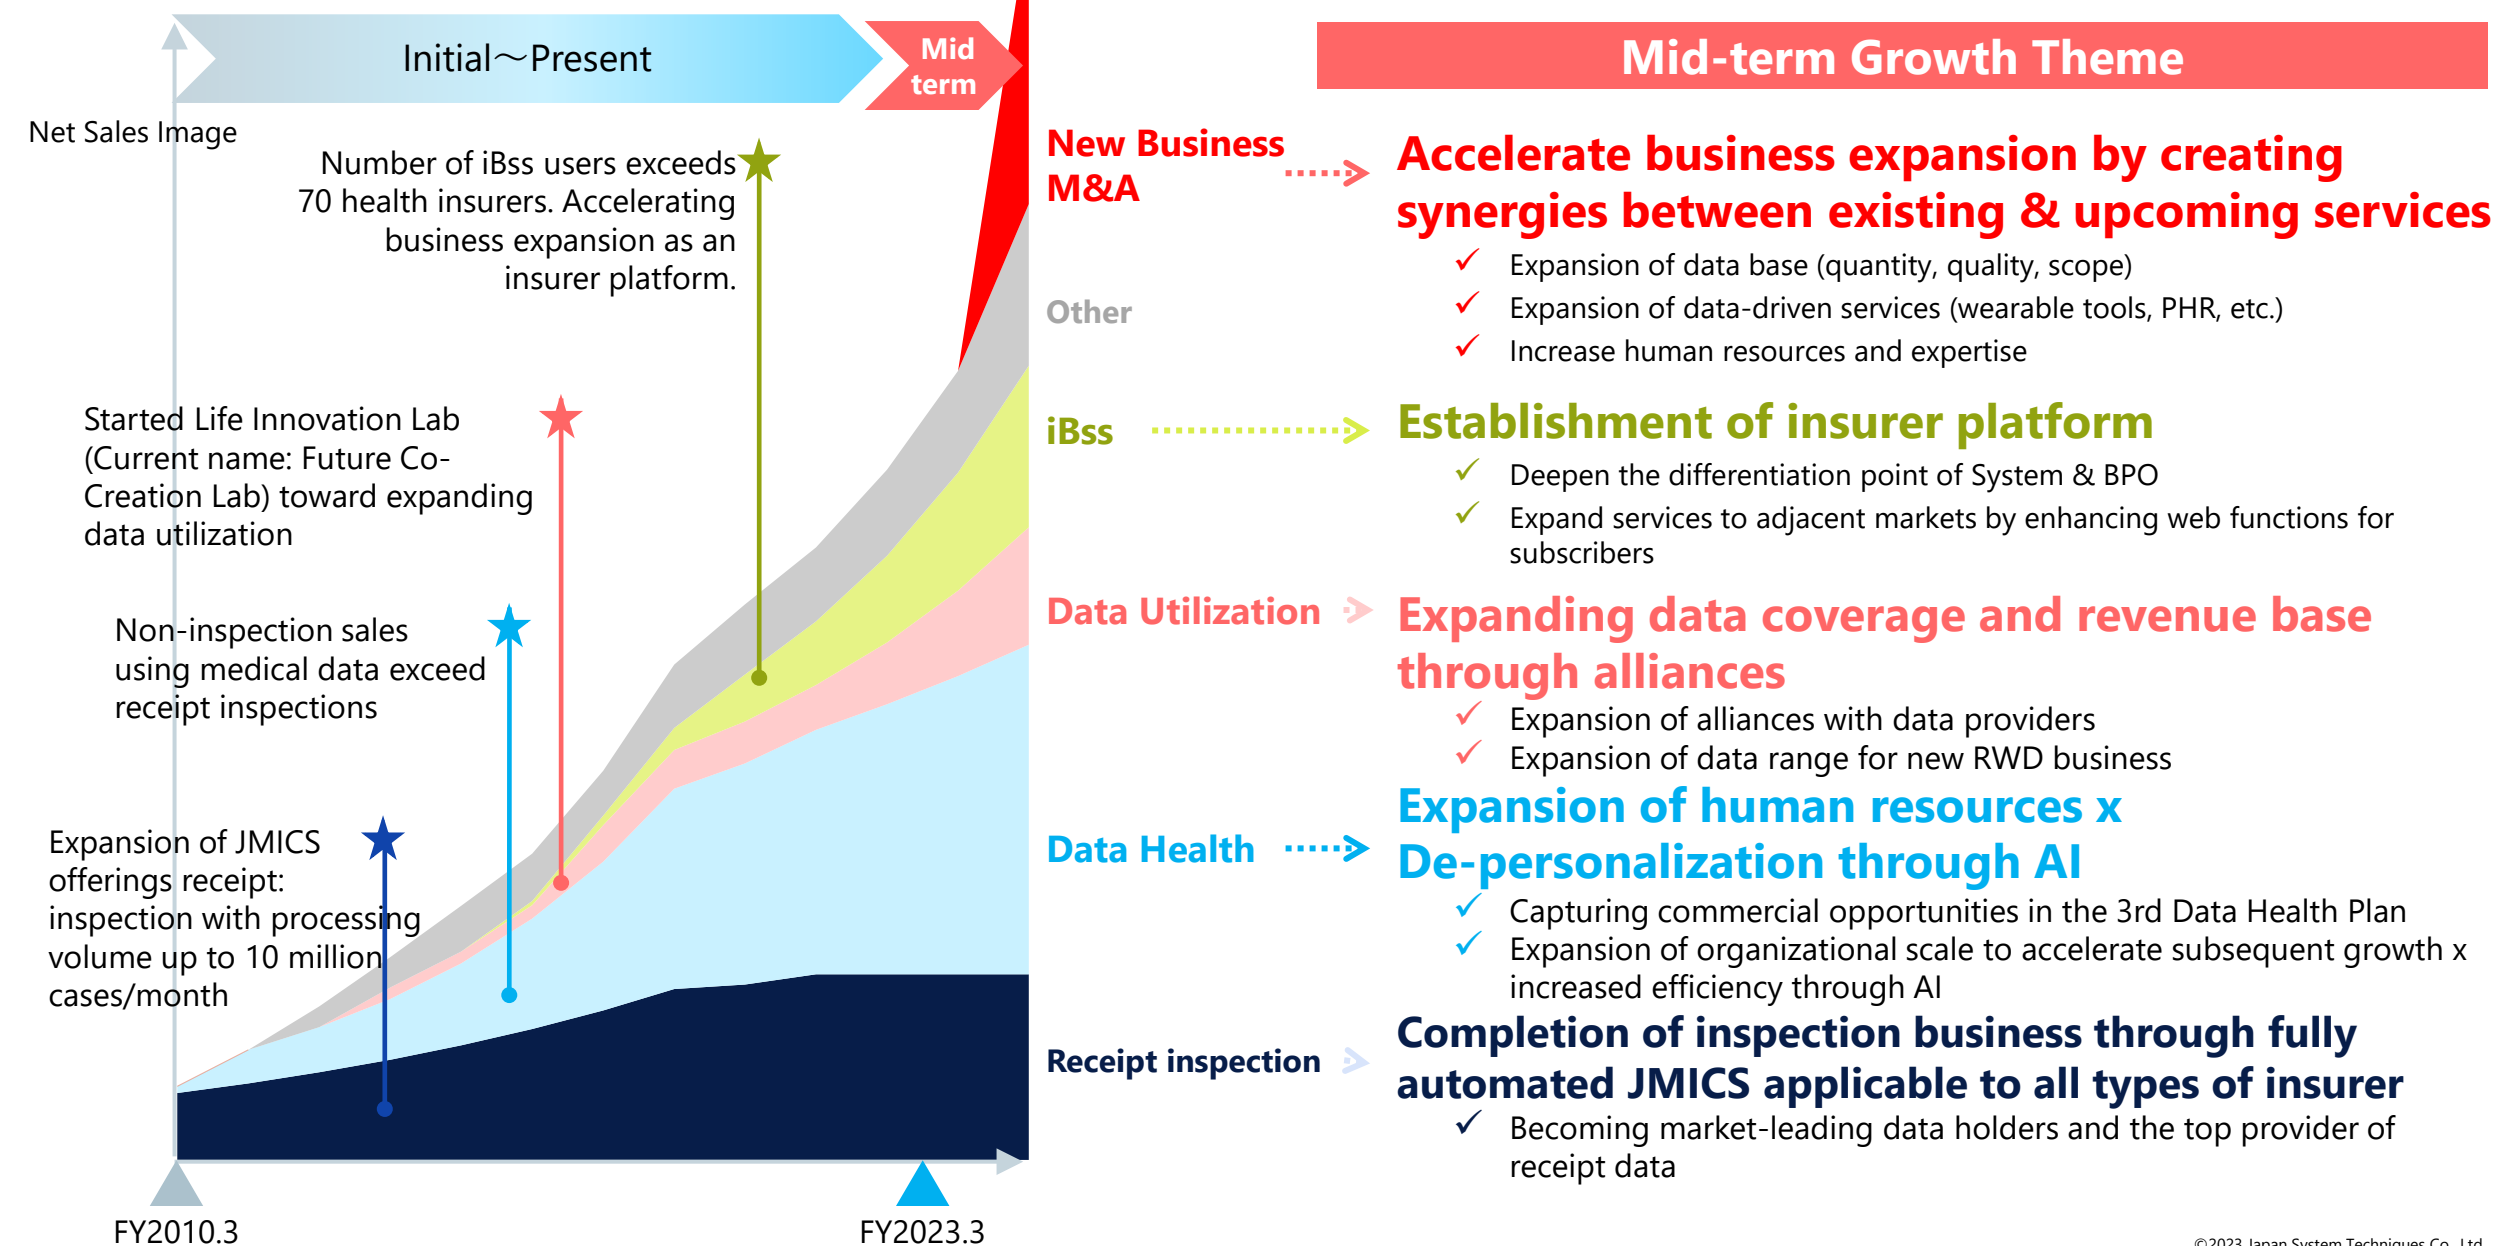 Initial～Present
Mid
term
Mid-term Growth Theme
Net Sales Image
Number of iBss users exceeds
70 health insurers. Accelerating
business expansion as an
insurer platform.
Started Life Innovation Lab
(Current name: Future Co-
Creation Lab) toward expanding
data utilization
Non-inspection sales
using medical data exceed
receipt inspections
Expansion of JMICS
offerings receipt:
inspection with processing
volume up to 10 million
cases/month
FY2010.3
FY2023.3
New Business
M&A
Accelerate business expansion by creating
synergies between existing & upcoming services
✓ Expansion of data base (quantity, quality, scope)
✓ Expansion of data-driven services (wearable tools, PHR, etc.)
✓ Increase human resources and expertise
Other
iBss
Establishment of insurer platform
✓ Deepen the differentiation point of System & BPO
✓ Expand services to adjacent markets by enhancing web functions for
subscribers
Data Utilization
Expanding data coverage and revenue base
through alliances
✓ Expansion of alliances with data providers
✓ Expansion of data range for new RWD business
Data Health
Expansion of human resources x
De-personalization through AI
✓ Capturing commercial opportunities in the 3rd Data Health Plan
✓ Expansion of organizational scale to accelerate subsequent growth x
increased efficiency through AI
Receipt inspection
Completion of inspection business through fully
automated JMICS applicable to all types of insurer
✓ Becoming market-leading data holders and the top provider of
receipt data
©2023 Japan System Techniques Co., Ltd.